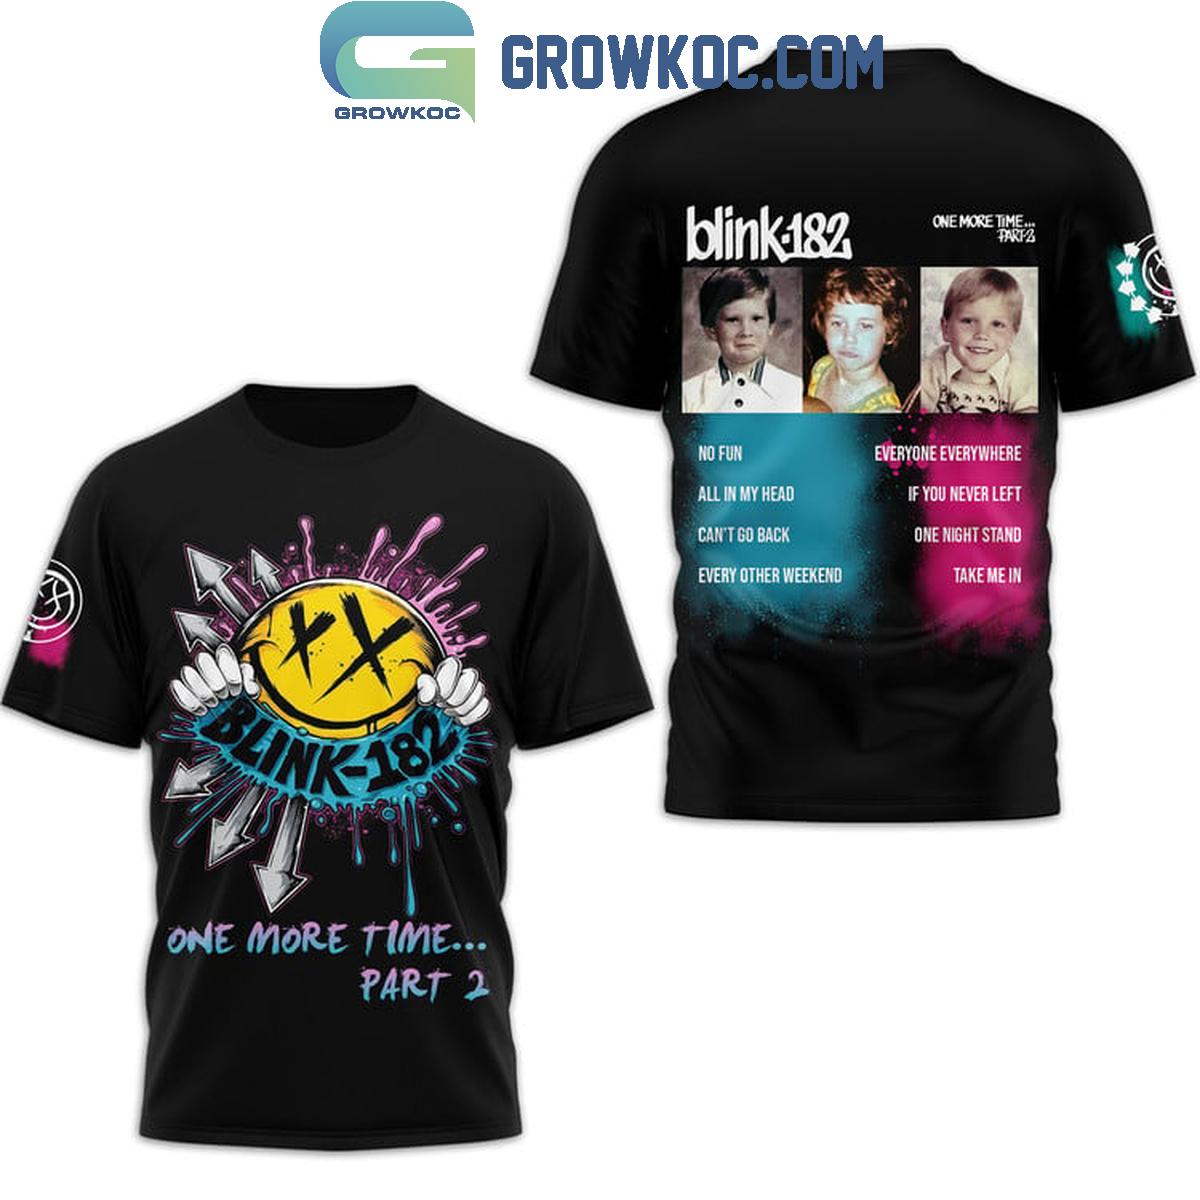 GROWKOC
GROWKOC.COM
blink-182
ONE MORE TIME...
PART-2
NO FUN
EVERYONE EVERYWHERE
ALL IN MY HEAD
IF YOU NEVER LEFT
CAN'T GO BACK
ONE NIGHT STAND
EVERY OTHER WEEKEND
TAKE ME IN
BLINK-182
ONE MORE TIME...
PART 2